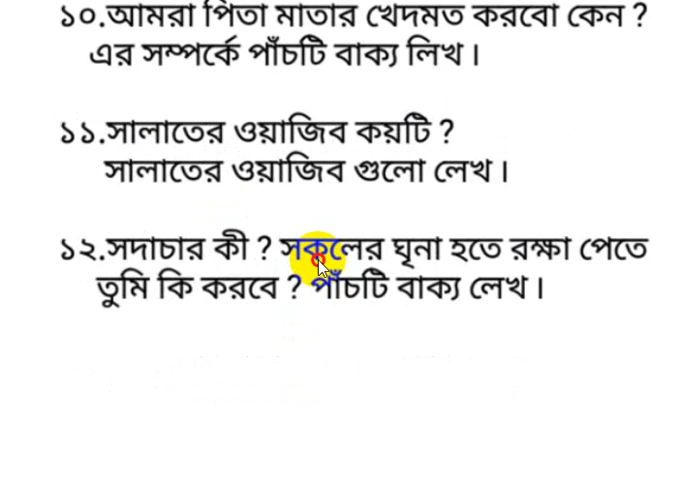 ১০.আমরা পিতা মাতার খেদমত করবো কেন ?
এর সম্পর্কে পাঁচটি বাক্য লিখ।
১১.সালাতের ওয়াজিব কয়টি ?
সালাতের ওয়াজিব গুলো লেখ।
১২.সদাচার কী ? সকলের ঘৃনা হতে রক্ষা পেতে
তুমি কি করবে ? পাঁচটি বাক্য লেখ।